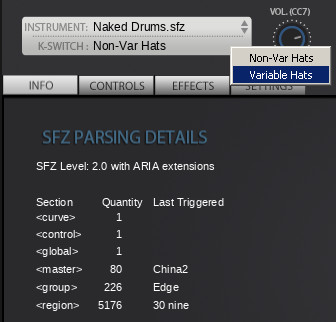 INSTRUMENT: Naked Drums.sfz
VOL. (CC7)
K-SWITCH: Non-Var Hats
Non-Var Hats
Variable Hats
INFO CONTROLS EFFECTS SETTINGS
SFZ PARSING DETAILS
SFZ Level: 2.0 with ARIA extensions
Section Quantity Last Triggered
<curve> 1
<control> 1
<global> 1
<master> 80 China2
<group> 226 Edge
<region> 5176 30 nine